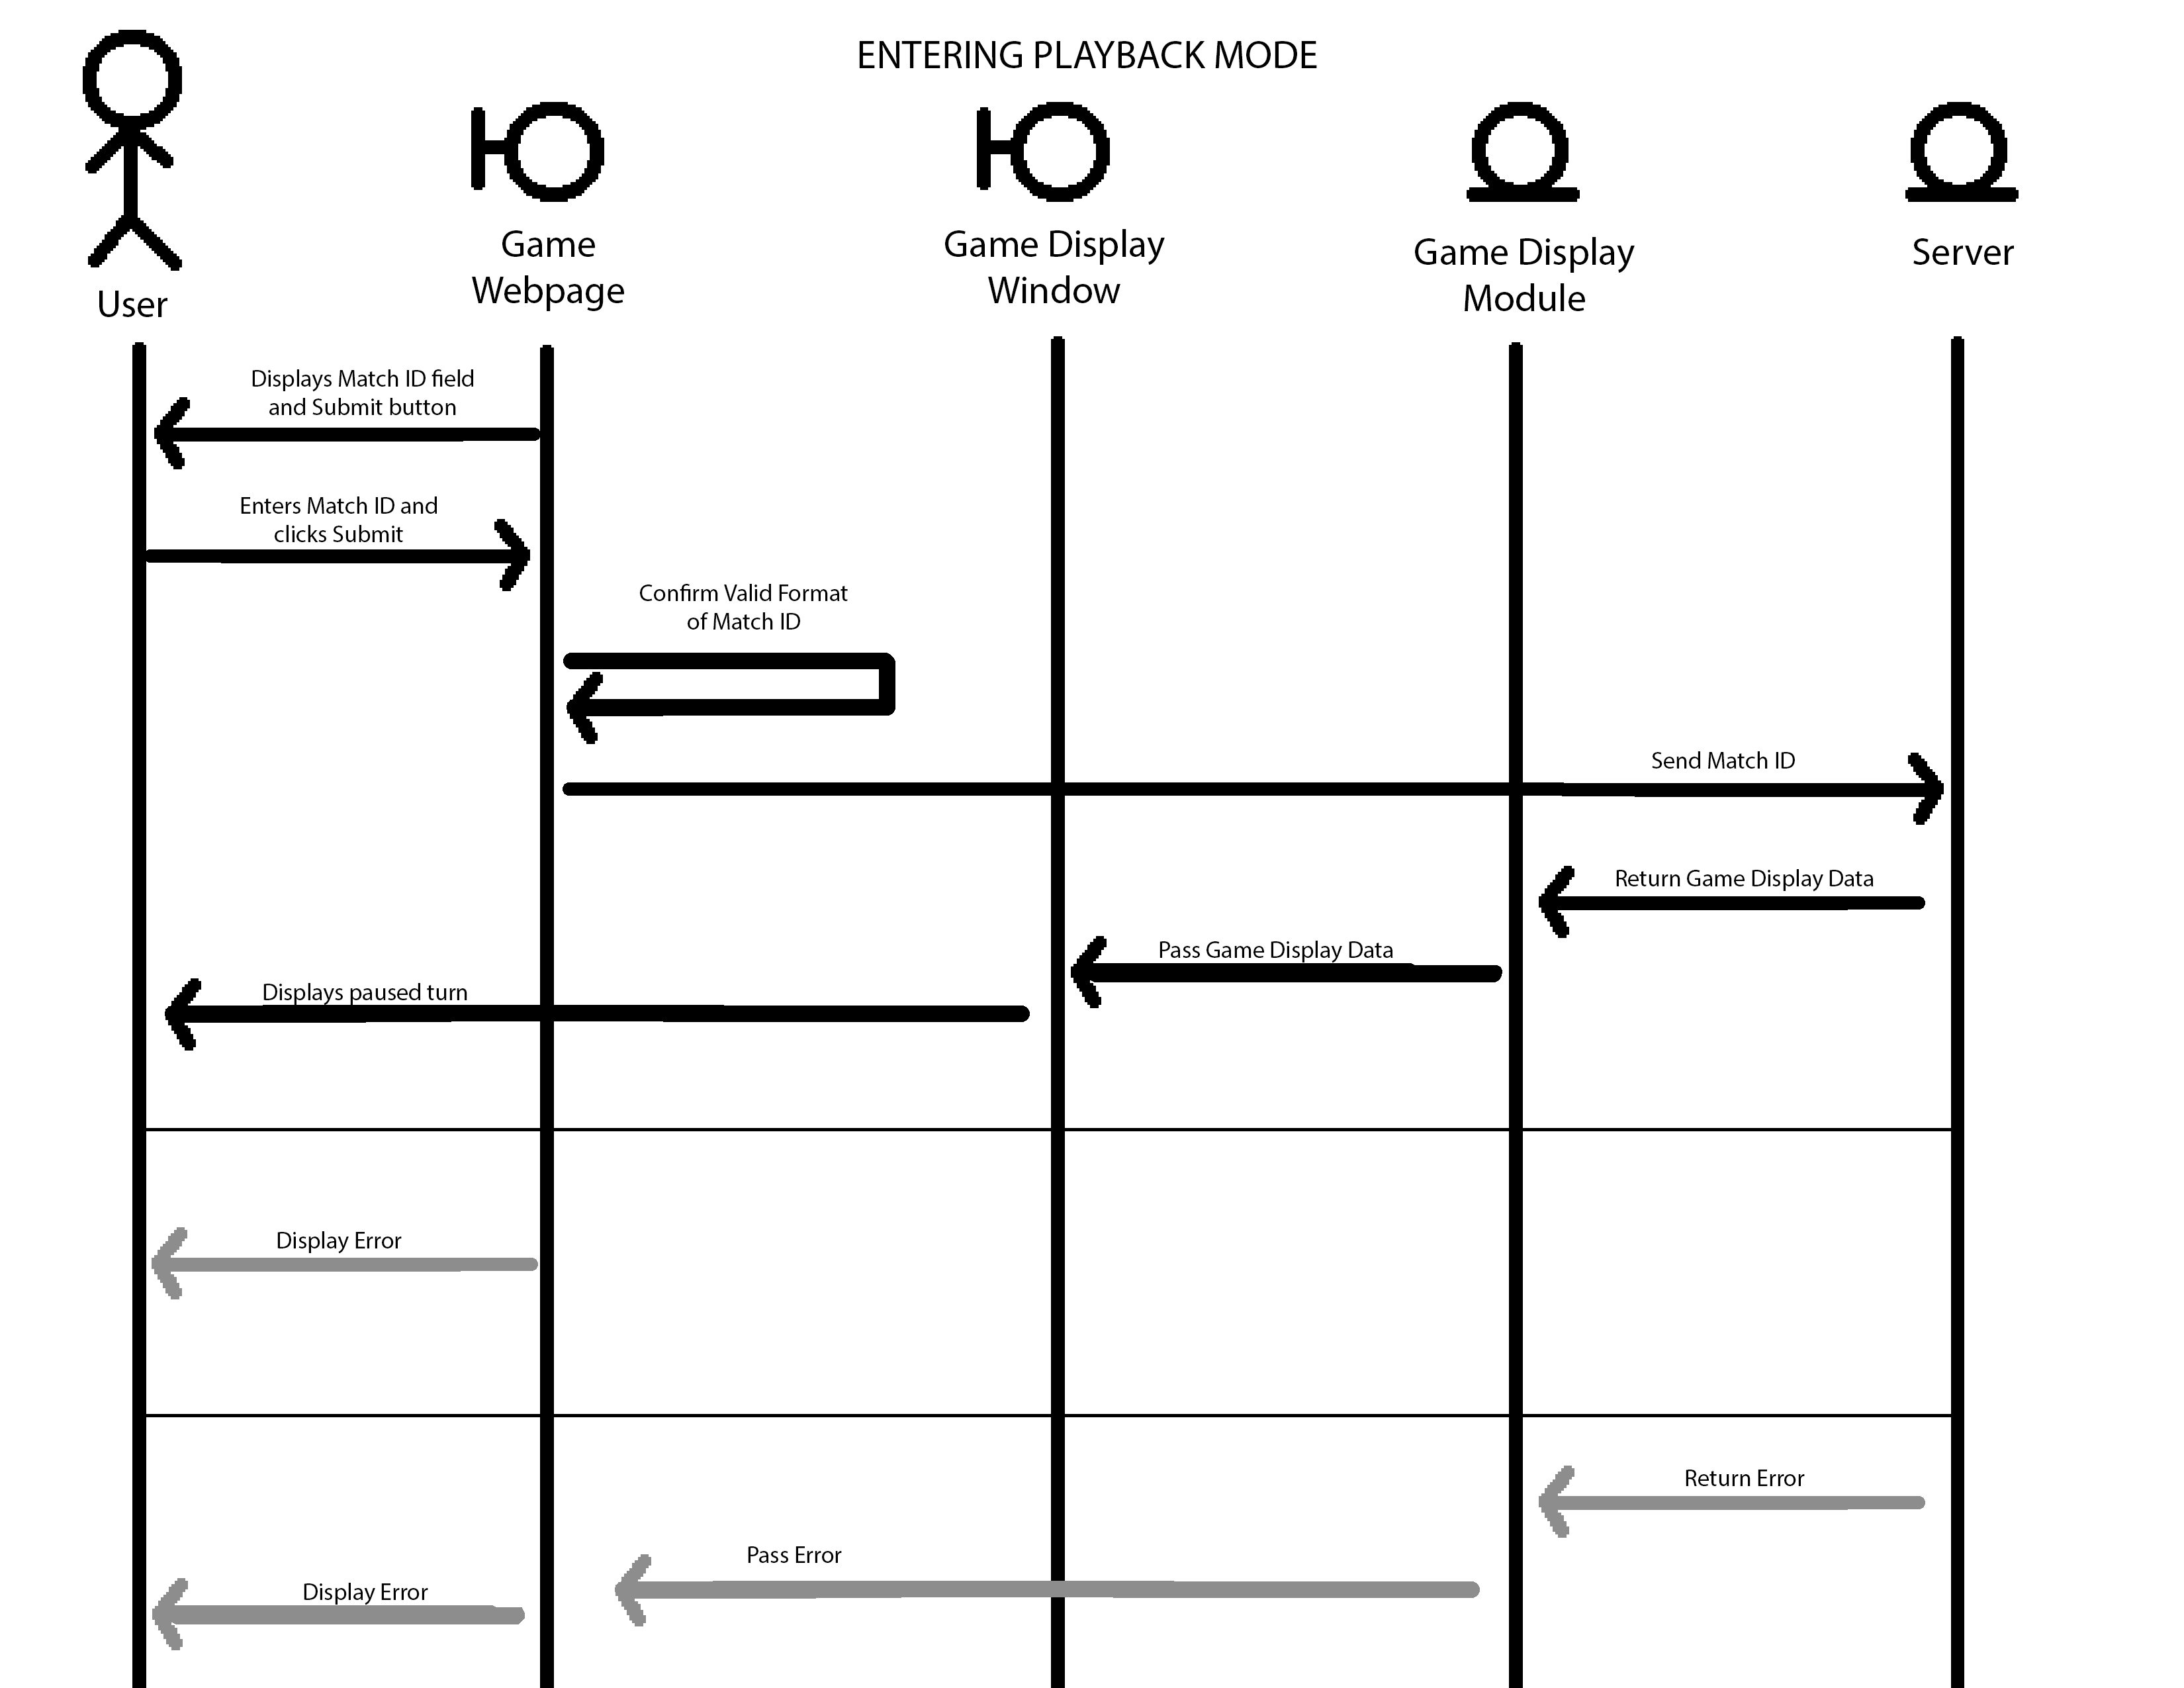 ENTERING PLAYBACK MODE
User
Game
Webpage
Game Display
Window
Game Display
Module
Server
Displays Match ID field
and Submit button
Enters Match ID and
clicks Submit
Confirm Valid Format
of Match ID
Send Match ID
Return Game Display Data
Pass Game Display Data
Displays paused turn
Display Error
Return Error
Pass Error
Display Error